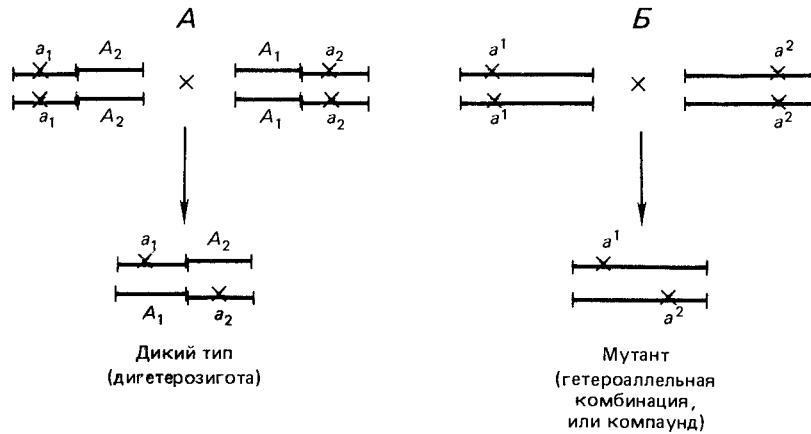 А Б
a₁ A₂ A₁ a₂ a¹ a²
× ×
a₁ A₂ A₁ a₂ a¹ a²
a₁ A₂ a¹
A₁ a₂ a²
Дикий тип
(дигетерозигота)
Мутант
(гетероаллельная
комбинация,
или компаунд)